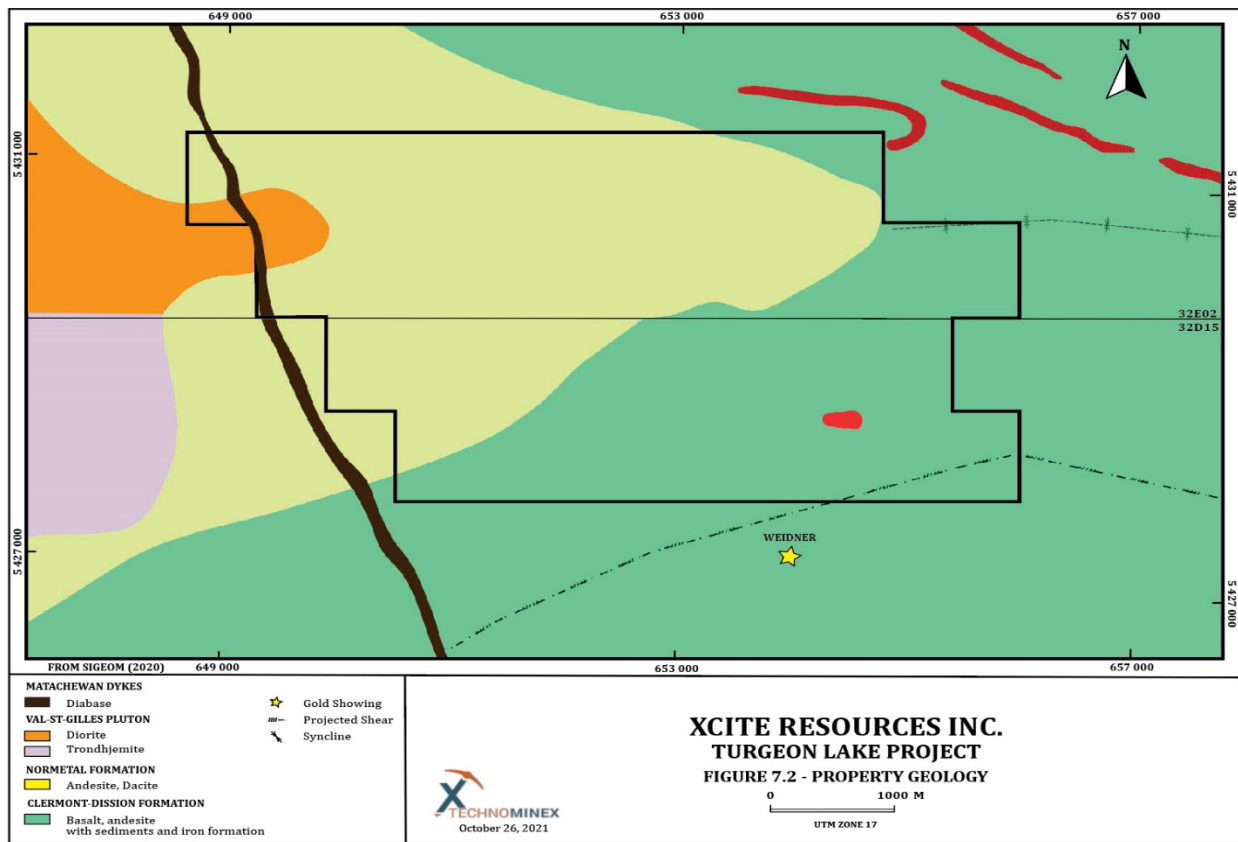 649 000
653 000
657 000
N
5 431 000
5 431 000
32E02
32D15
WEIDNER
5 427 000
5 427 000
FROM SIGEOM (2020)
649 000
653 000
657 000
MATACHEWAN DYKES
Diabase
VAL-ST-GILLES PLUTON
Diorite
Trondhjemite
NORMETAL FORMATION
Andesite, Dacite
CLERMONT-DISSION FORMATION
Basalt, andesite
with sediments and iron formation
Gold Showing
Projected Shear
Syncline
X
TECHNOMINEX
October 26, 2021
XCITE RESOURCES INC.
TURGEON LAKE PROJECT
FIGURE 7.2 - PROPERTY GEOLOGY
0 1000 M
UTM ZONE 17